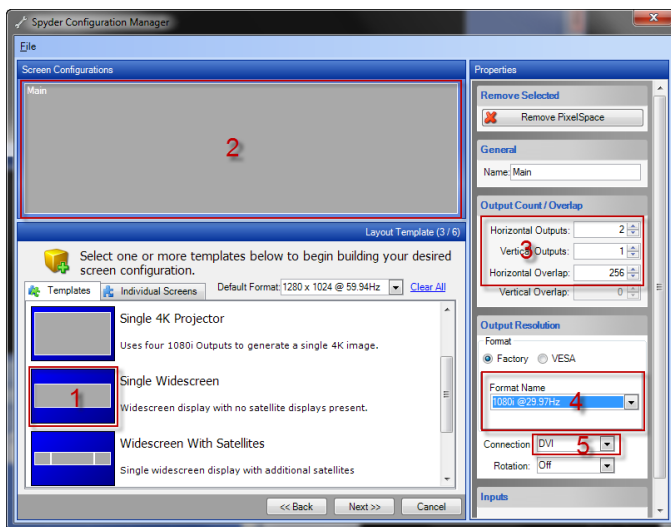 Spyder Configuration Manager
File
Screen Configurations
Main
2
Layout Template (3 / 6)
Select one or more templates below to begin building your desired
screen configuration.
Templates
Individual Screens
Default Format: 1280 x 1024 @ 59.94Hz
Clear All
Single 4K Projector
Uses four 1080i Outputs to generate a single 4K image.
1
Single Widescreen
Widescreen display with no satellite displays present.
Widescreen With Satellites
Single widescreen display with additional satellites
<< Back
Next >>
Cancel
Properties
Remove Selected
Remove PixelSpace
General
Name: Main
Output Count / Overlap
Horizontal Outputs: 2
Vertical Outputs: 1
3
Horizontal Overlap: 256
Vertical Overlap: 0
Output Resolution
Format
Factory
VESA
Format Name
1080i @29.97Hz
4
Connection DVI
5
Rotation: Off
Inputs